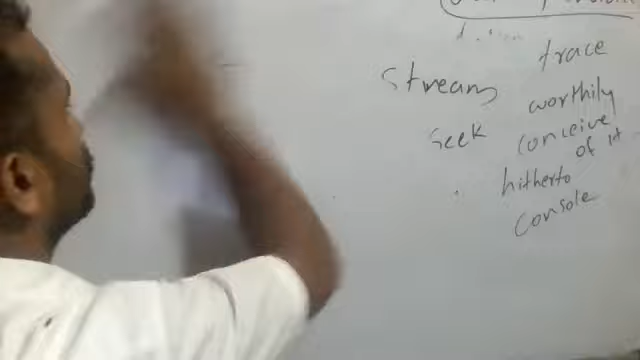 trace
Stream
worthily
Seek
conceive
of it
hitherto
console